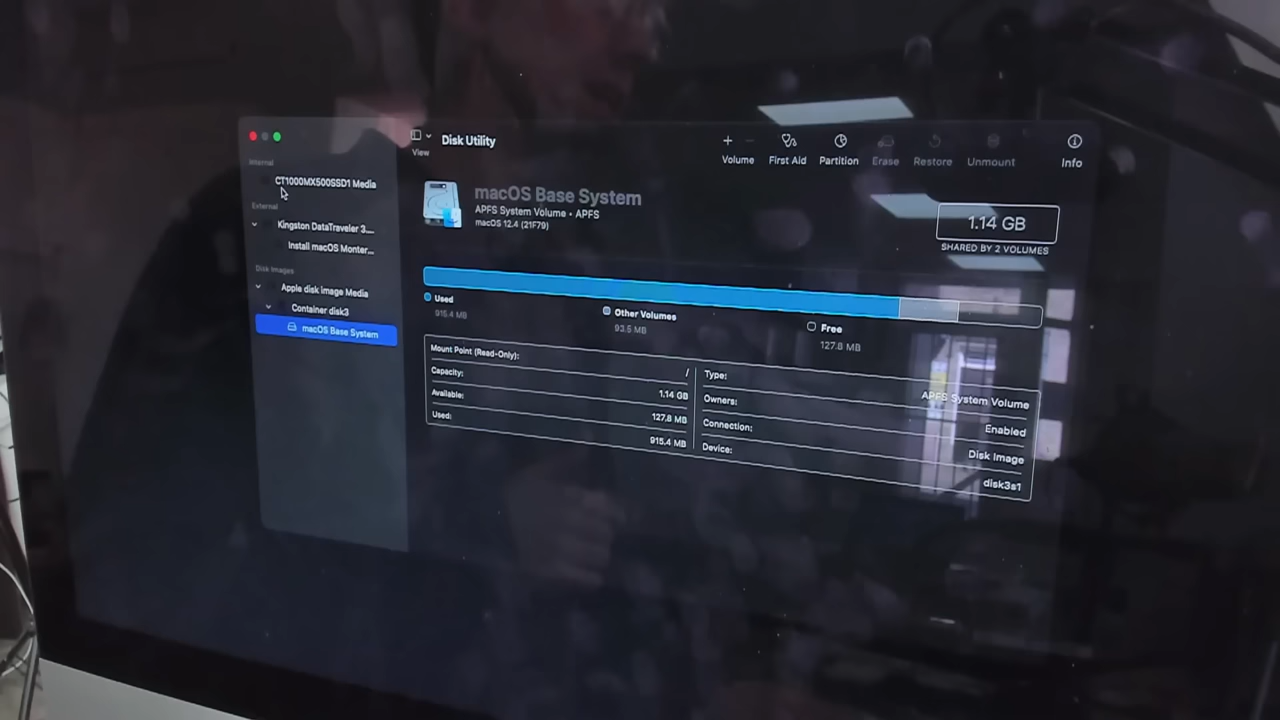 Disk Utility
View
Volume
First Aid
Partition
Erase
Restore
Unmount
Info
Internal
CT1000MX500SSD1 Media
External
Kingston DataTraveler 3....
Install macOS Monter...
Disk Images
Apple disk image Media
Container disk3
macOS Base System
macOS Base System
APFS System Volume • APFS
macOS 12.4 (21F79)
1.14 GB
SHARED BY 2 VOLUMES
Used
915.4 MB
Other Volumes
93.5 MB
Free
127.8 MB
Mount Point (Read-Only): /
Capacity: 1.14 GB
Available: 127.8 MB
Used: 915.4 MB
Type: APFS System Volume
Owners: Enabled
Connection: Disk Image
Device: disk3s1